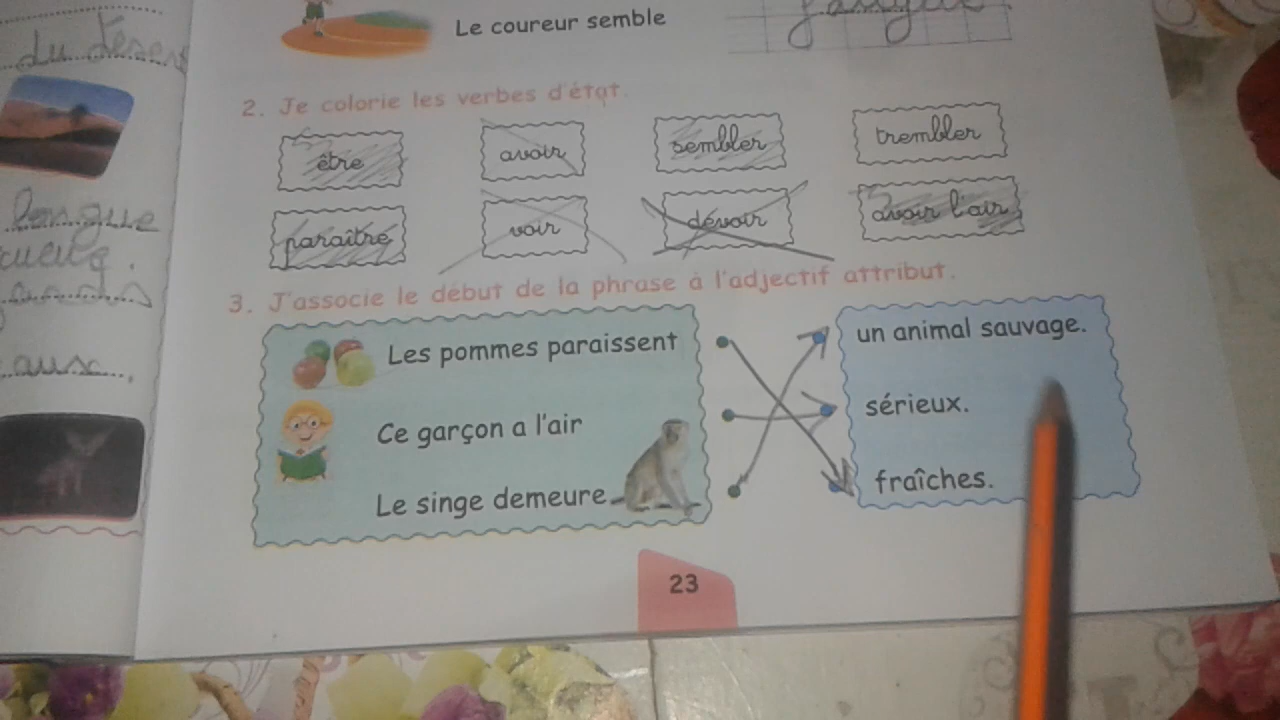 du
Le coureur semble
2. Je colorie les verbes d'état.
être avoir sembler trembler
paraître voir devoir avoir l'air
3. J'associe le début de la phrase à l'adjectif attribut.
Les pommes paraissent un animal sauvage.
Ce garçon a l'air sérieux.
Le singe demeure fraîches.
23